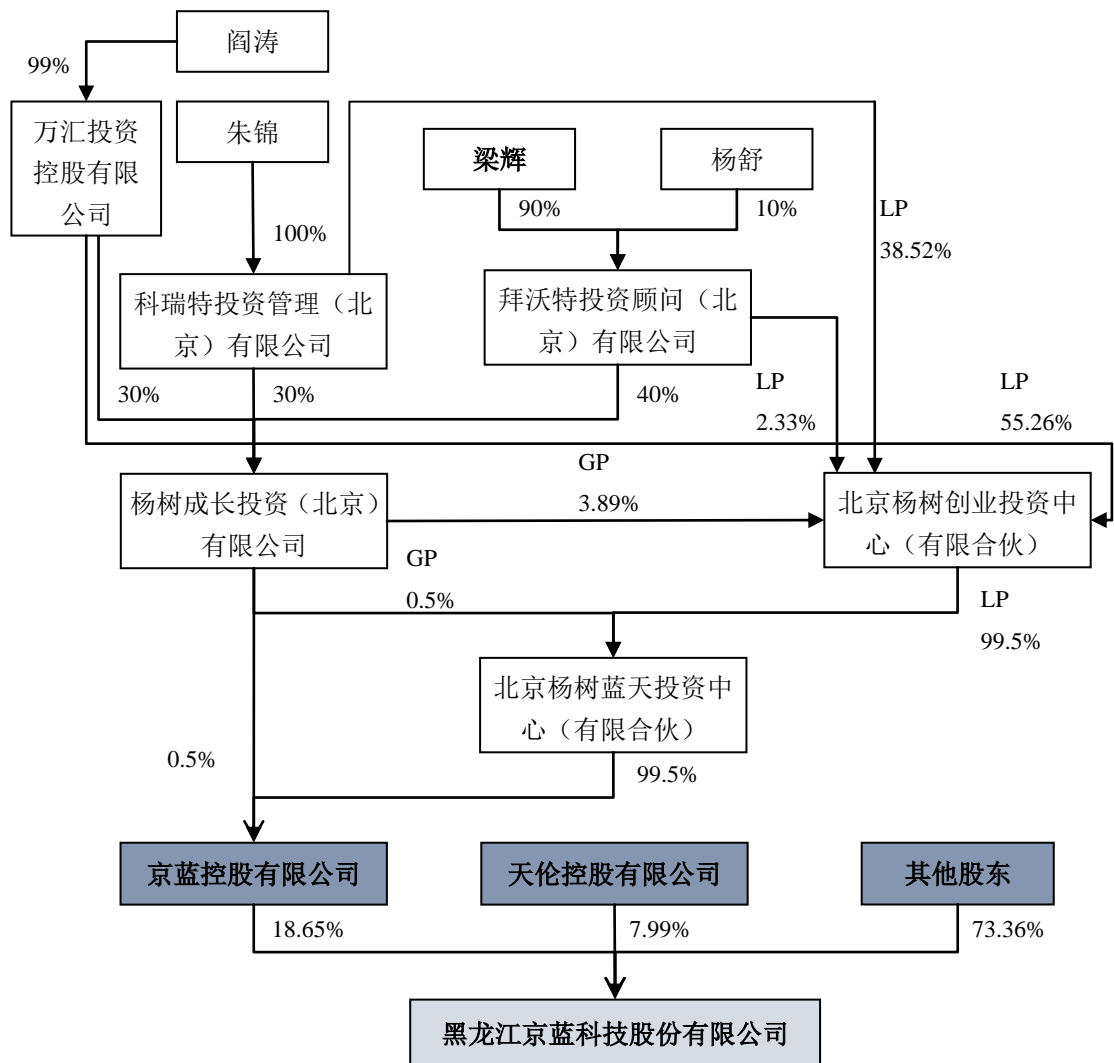 阎涛
99%
万汇投资
控股有限
公司
朱锦
梁辉
杨舒
90%
10%
LP
38.52%
100%
科瑞特投资管理（北
京）有限公司
拜沃特投资顾问（北
京）有限公司
30%
30%
40%
LP
2.33%
LP
55.26%
GP
3.89%
杨树成长投资（北京）
有限公司
北京杨树创业投资中
心（有限合伙）
GP
0.5%
LP
99.5%
北京杨树蓝天投资中
心（有限合伙）
0.5%
99.5%
京蓝控股有限公司
天伦控股有限公司
其他股东
18.65%
7.99%
73.36%
黑龙江京蓝科技股份有限公司